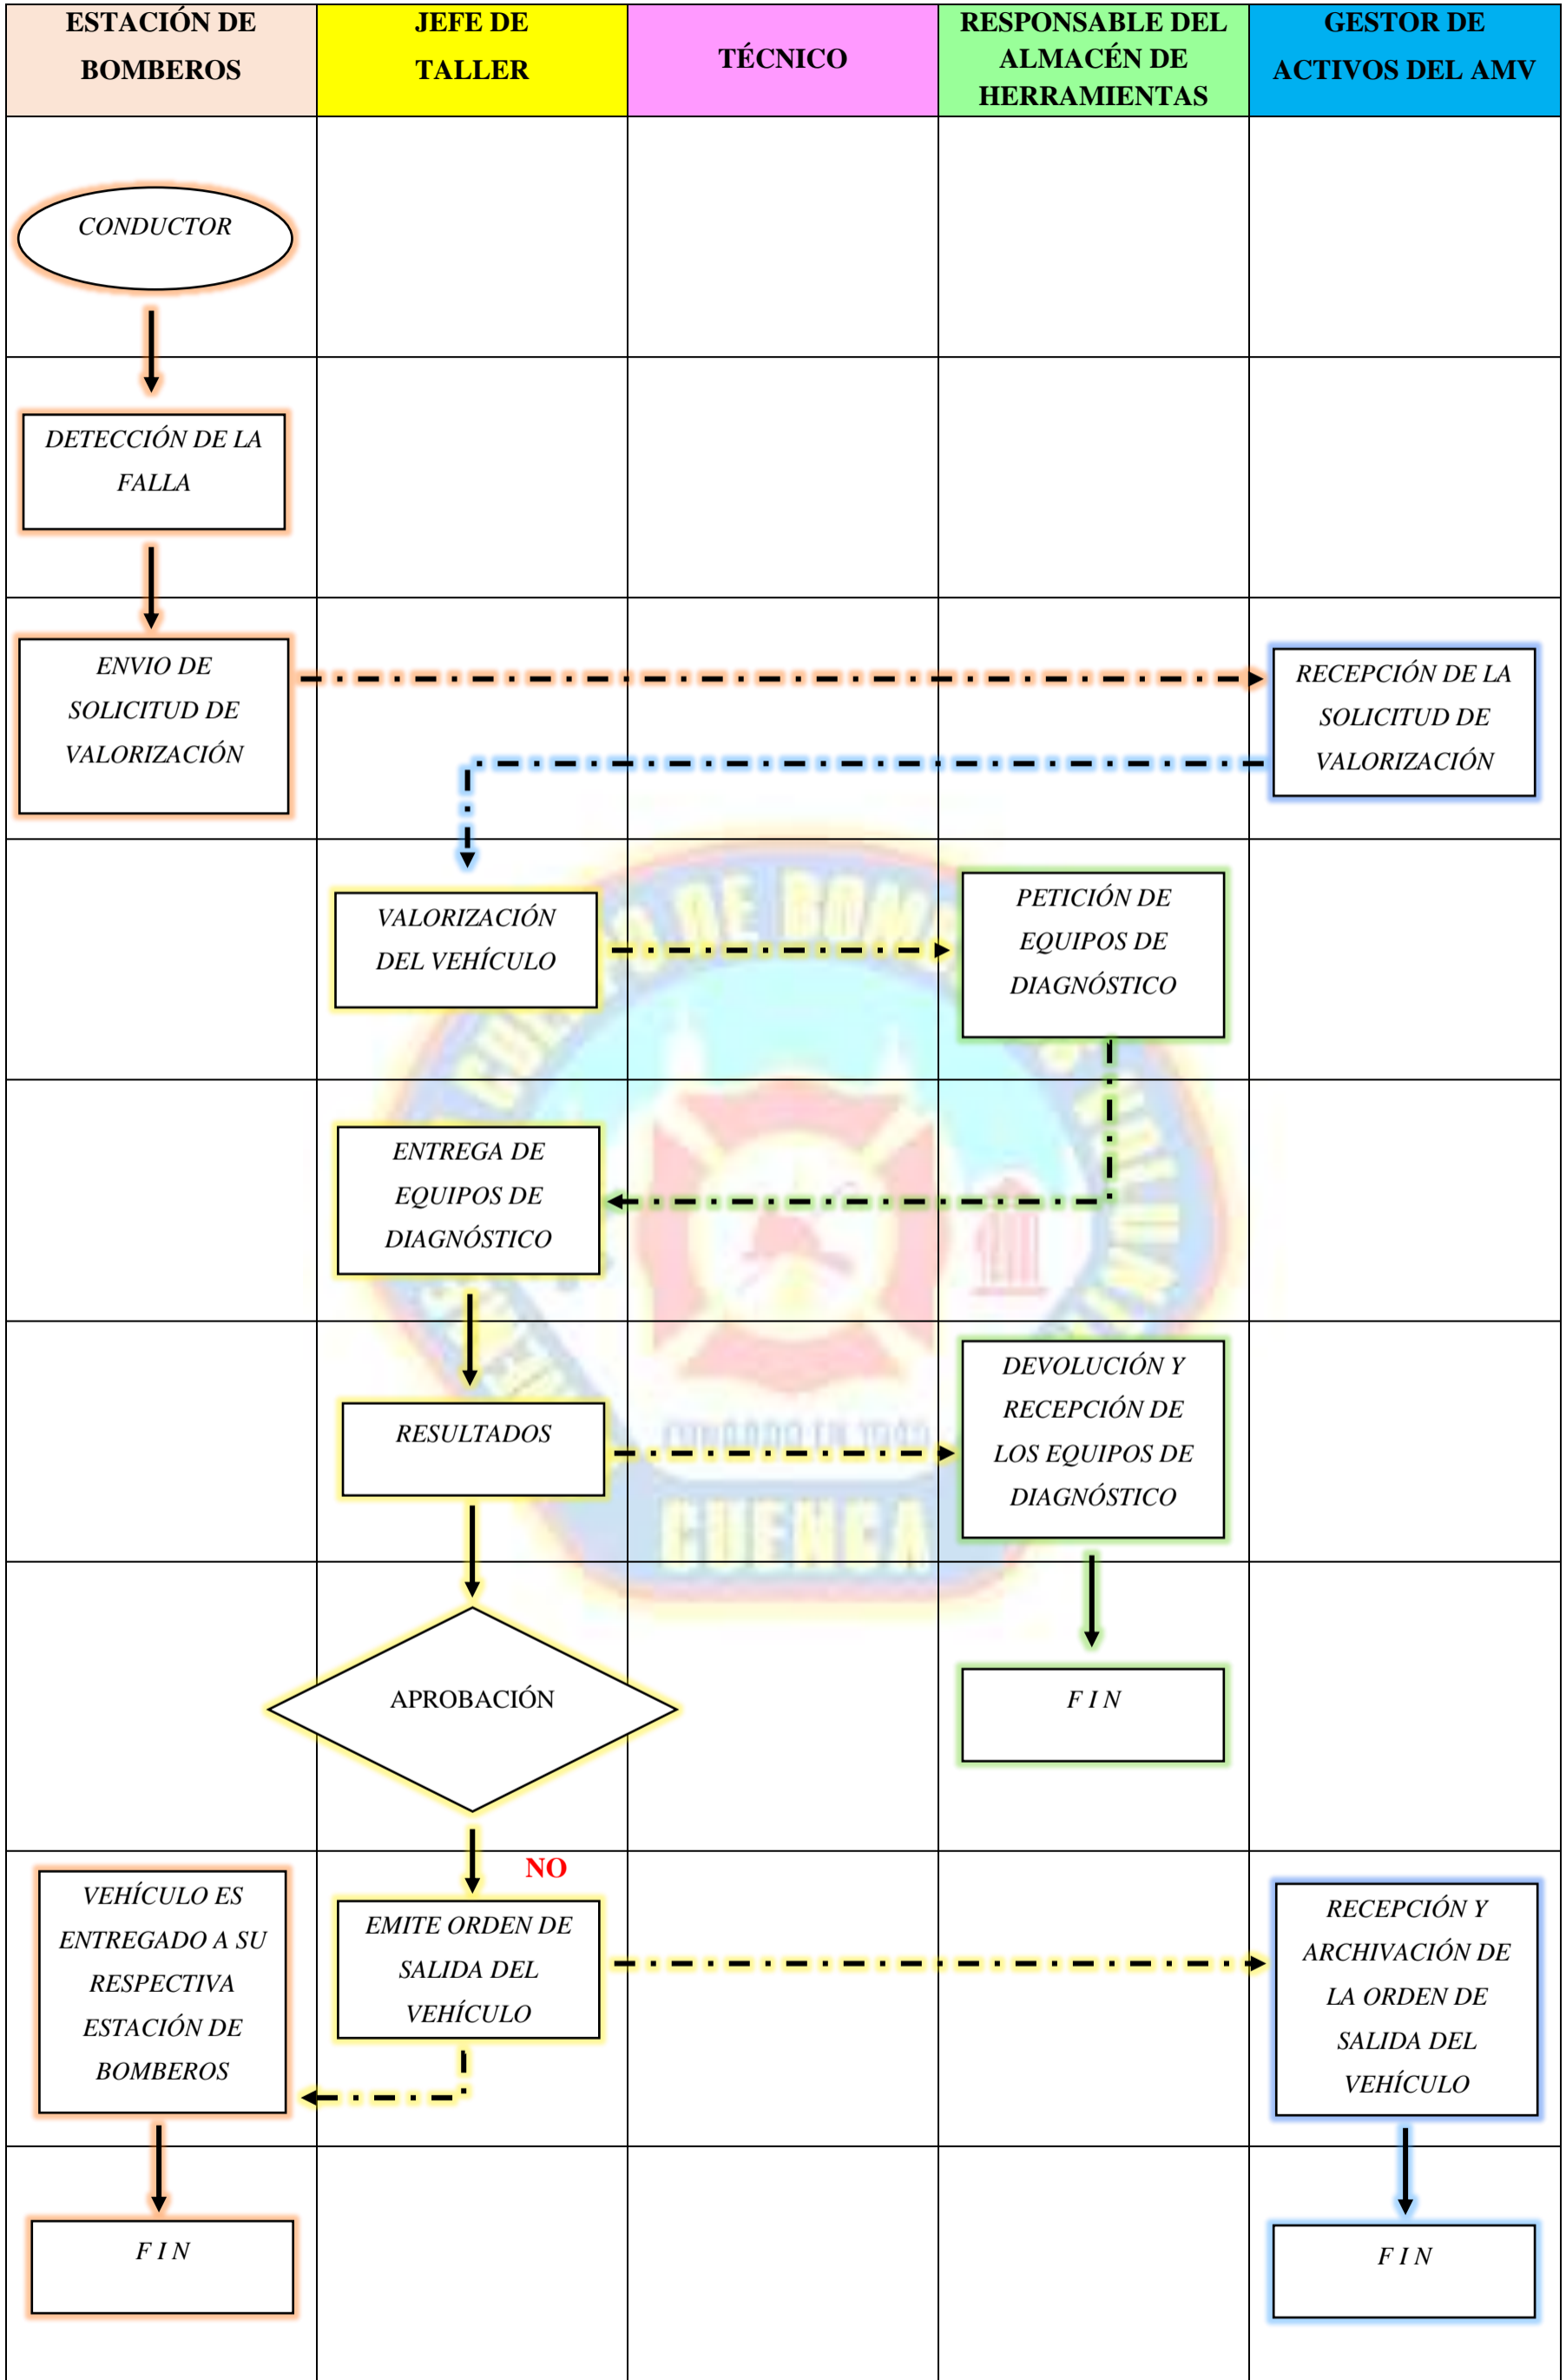 ESTACIÓN DE
BOMBEROS
JEFE DE
TALLER
TÉCNICO
RESPONSABLE DEL
ALMACÉN DE
HERRAMIENTAS
GESTOR DE
ACTIVOS DEL AMV
CONDUCTOR
DETECCIÓN DE LA
FALLA
ENVIO DE
SOLICITUD DE
VALORIZACIÓN
RECEPCIÓN DE LA
SOLICITUD DE
VALORIZACIÓN
VALORIZACIÓN
DEL VEHÍCULO
PETICIÓN DE
EQUIPOS DE
DIAGNÓSTICO
ENTREGA DE
EQUIPOS DE
DIAGNÓSTICO
RESULTADOS
DEVOLUCIÓN Y
RECEPCIÓN DE
LOS EQUIPOS DE
DIAGNÓSTICO
CUENCA
APROBACIÓN
F I N
NO
VEHÍCULO ES
ENTREGADO A SU
RESPECTIVA
ESTACIÓN DE
BOMBEROS
EMITE ORDEN DE
SALIDA DEL
VEHÍCULO
RECEPCIÓN Y
ARCHIVACIÓN DE
LA ORDEN DE
SALIDA DEL
VEHÍCULO
F I N
F I N